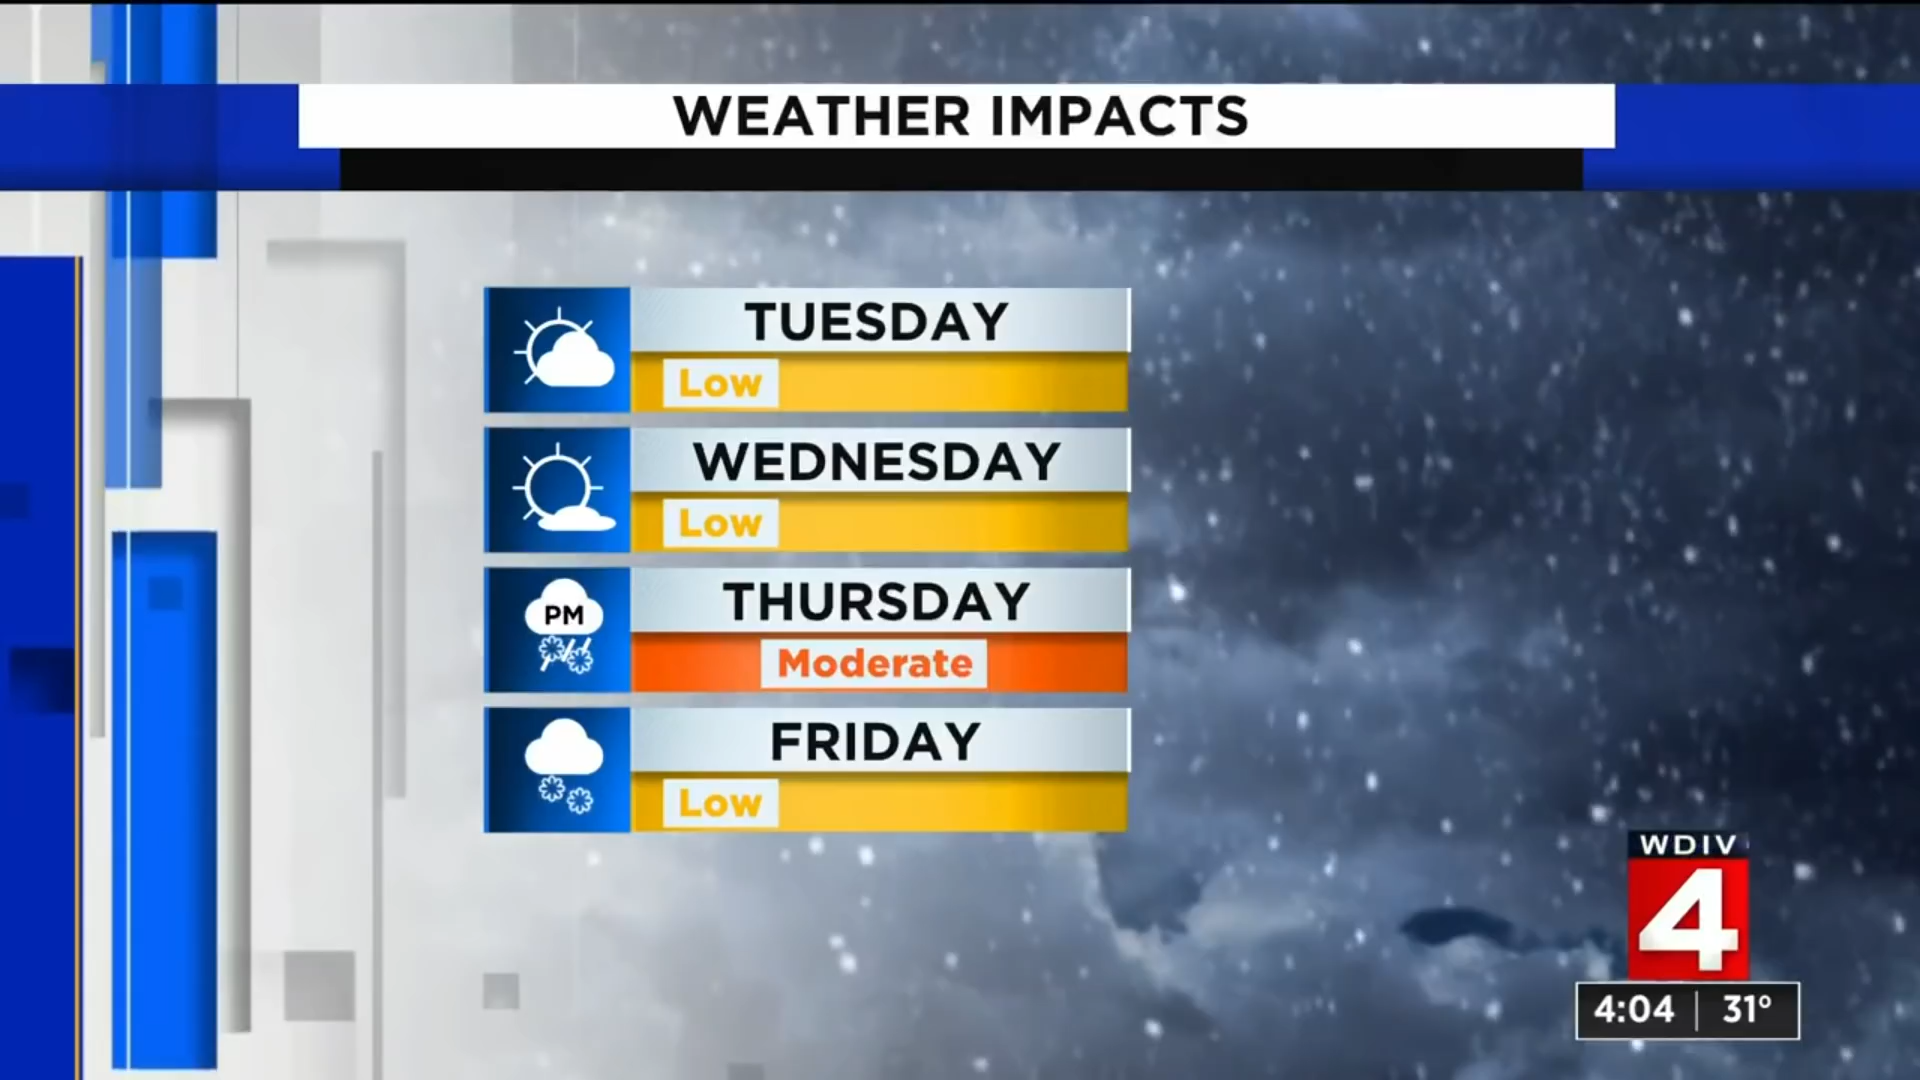 WEATHER IMPACTS
TUESDAY
Low
WEDNESDAY
Low
PM
THURSDAY
Moderate
FRIDAY
Low
WDIV
4
4:04 | 31°